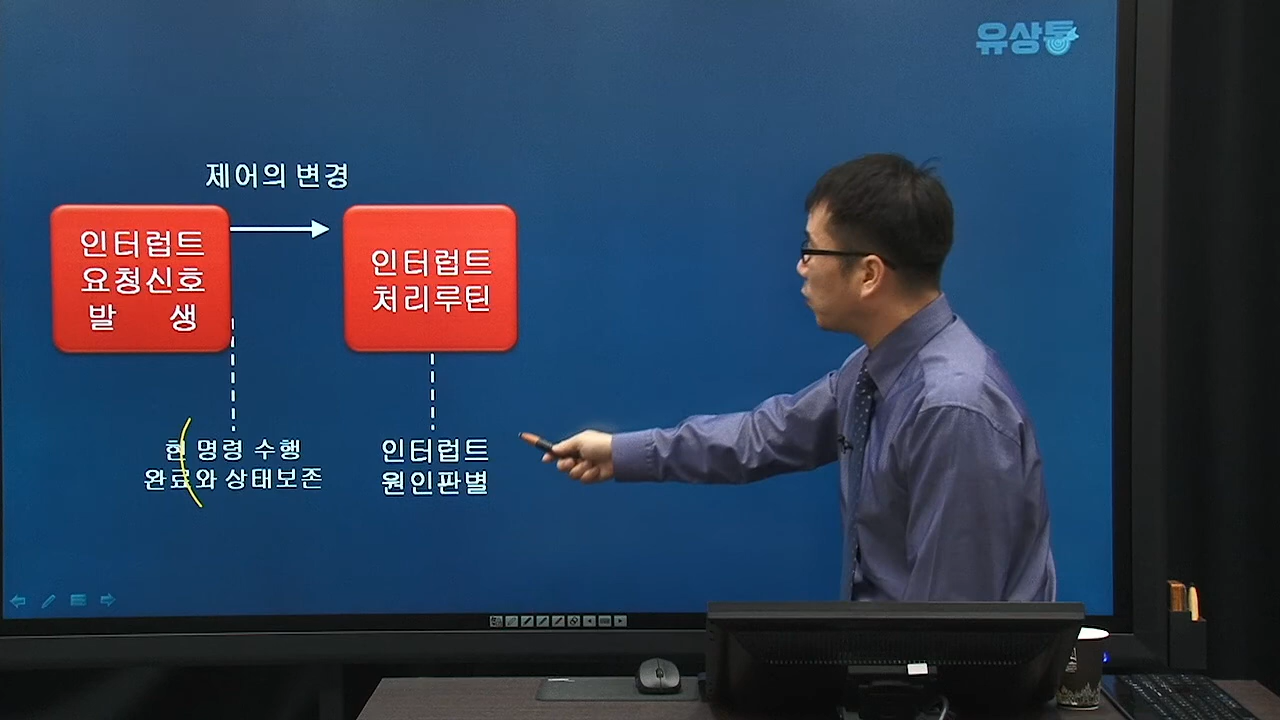 유상통
제어의 변경
인터럽트
요청신호
발 생
인터럽트
처리루틴
현 명령 수행
완료와 상태보존
인터럽트
원인판별